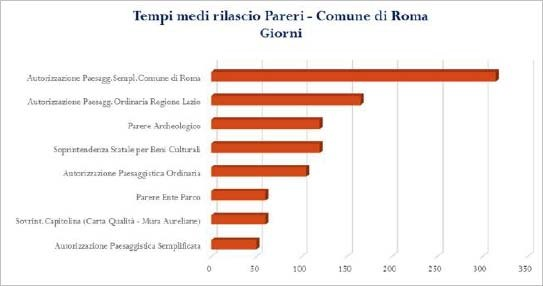 Tempi medi rilascio Pareri - Comune di Roma
Giorni
Autorizzazione Paesagg.Sempl.Comune di Roma
Autorizzazione Paesagg. Ordinaria Regione Lazio
Parere Archeologico
Soprintendenza Statale per Beni Culturali
Autorizzazione Paesaggistica Ordinaria
Parere Ente Parco
Sovrint. Capitolina (Carta Qualità - Mura Aureliane)
Autorizzazione Paesaggistica Semplificata
0 50 100 150 200 250 300 350